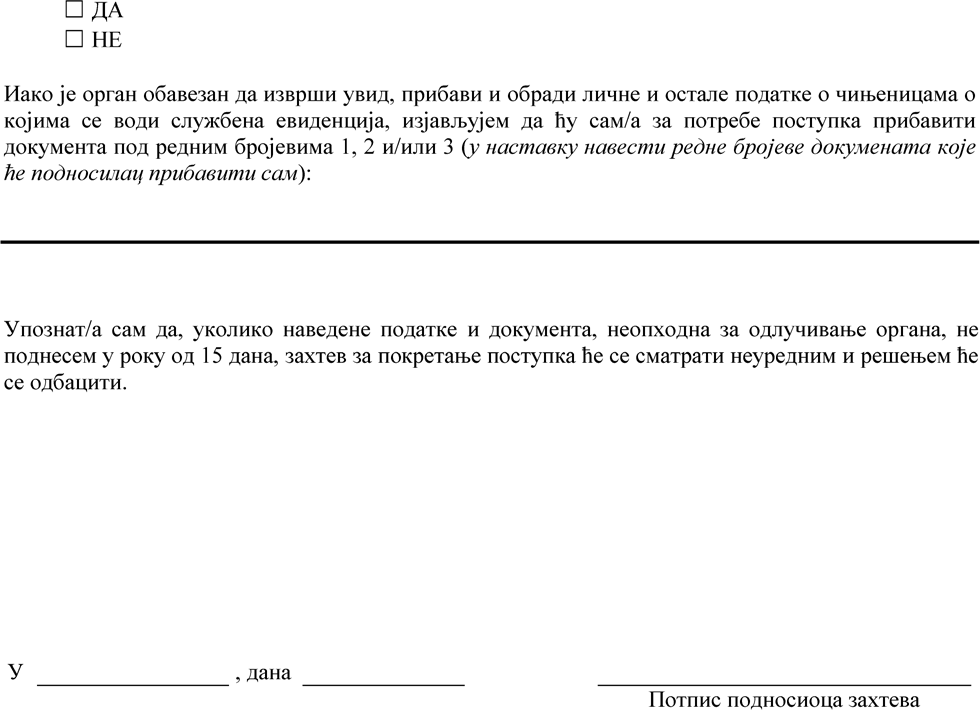 ☐ ДА
☐ НЕ
Иако је орган обавезан да изврши увид, прибави и обради личне и остале податке о чињеницама о
којима се води службена евиденција, изјављујем да ћу сам/а за потребе поступка прибавити
документа под редним бројевима 1, 2 и/или 3 (у наставку навести редне бројеве докумената које
ће подносилац прибавити сам):
Упознат/а сам да, уколико наведене податке и документа, неопходна за одлучивање органа, не
поднесем у року од 15 дана, захтев за покретање поступка ће се сматрати неуредним и решењем ће
се одбацити.
У ________________ , дана ______________ ________________________________
Потпис подносиоца захтева